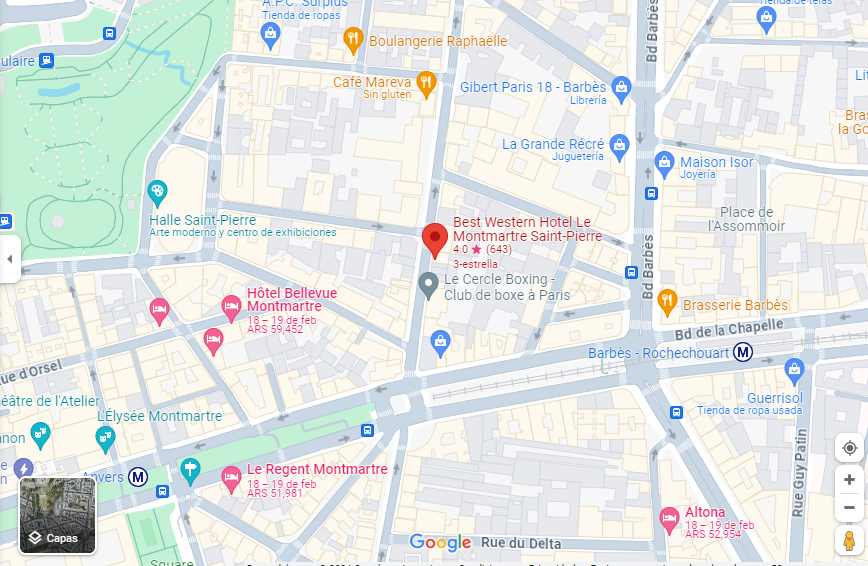 A.P.C. Surplus
Tienda de ropas
Boulangerie Raphaëlle
Bd Barbès
Tienda de telas
ulaire
Café Mareva
Sin gluten
Gibert Paris 18 - Barbès
Librería
La Grande Récré
Juguetería
Maison Isor
Joyería
Lit
Bras
la Go
Halle Saint-Pierre
Arte moderno y centro de exhibiciones
Best Western Hotel Le
Montmartre Saint-Pierre
4.0 ★ (643)
3-estrella
Place de
l'Assommoir
Bd Barbès
Le Cercle Boxing -
Club de boxe à Paris
Hôtel Bellevue
Montmartre
18 – 19 de feb
ARS 59,452
Brasserie Barbès
Bd de la Chapelle
Barbès - Rochechouart
M
ue d'Orsel
Guerrisol
Tienda de ropa usada
éâtre de l'Atelier
L'Élysée Montmartre
non
Anvers
M
Le Regent Montmartre
18 – 19 de feb
ARS 51,981
Rue Guy Patin
Altona
18 – 19 de feb
ARS 52,954
Capas
Google
Rue du Delta
Square